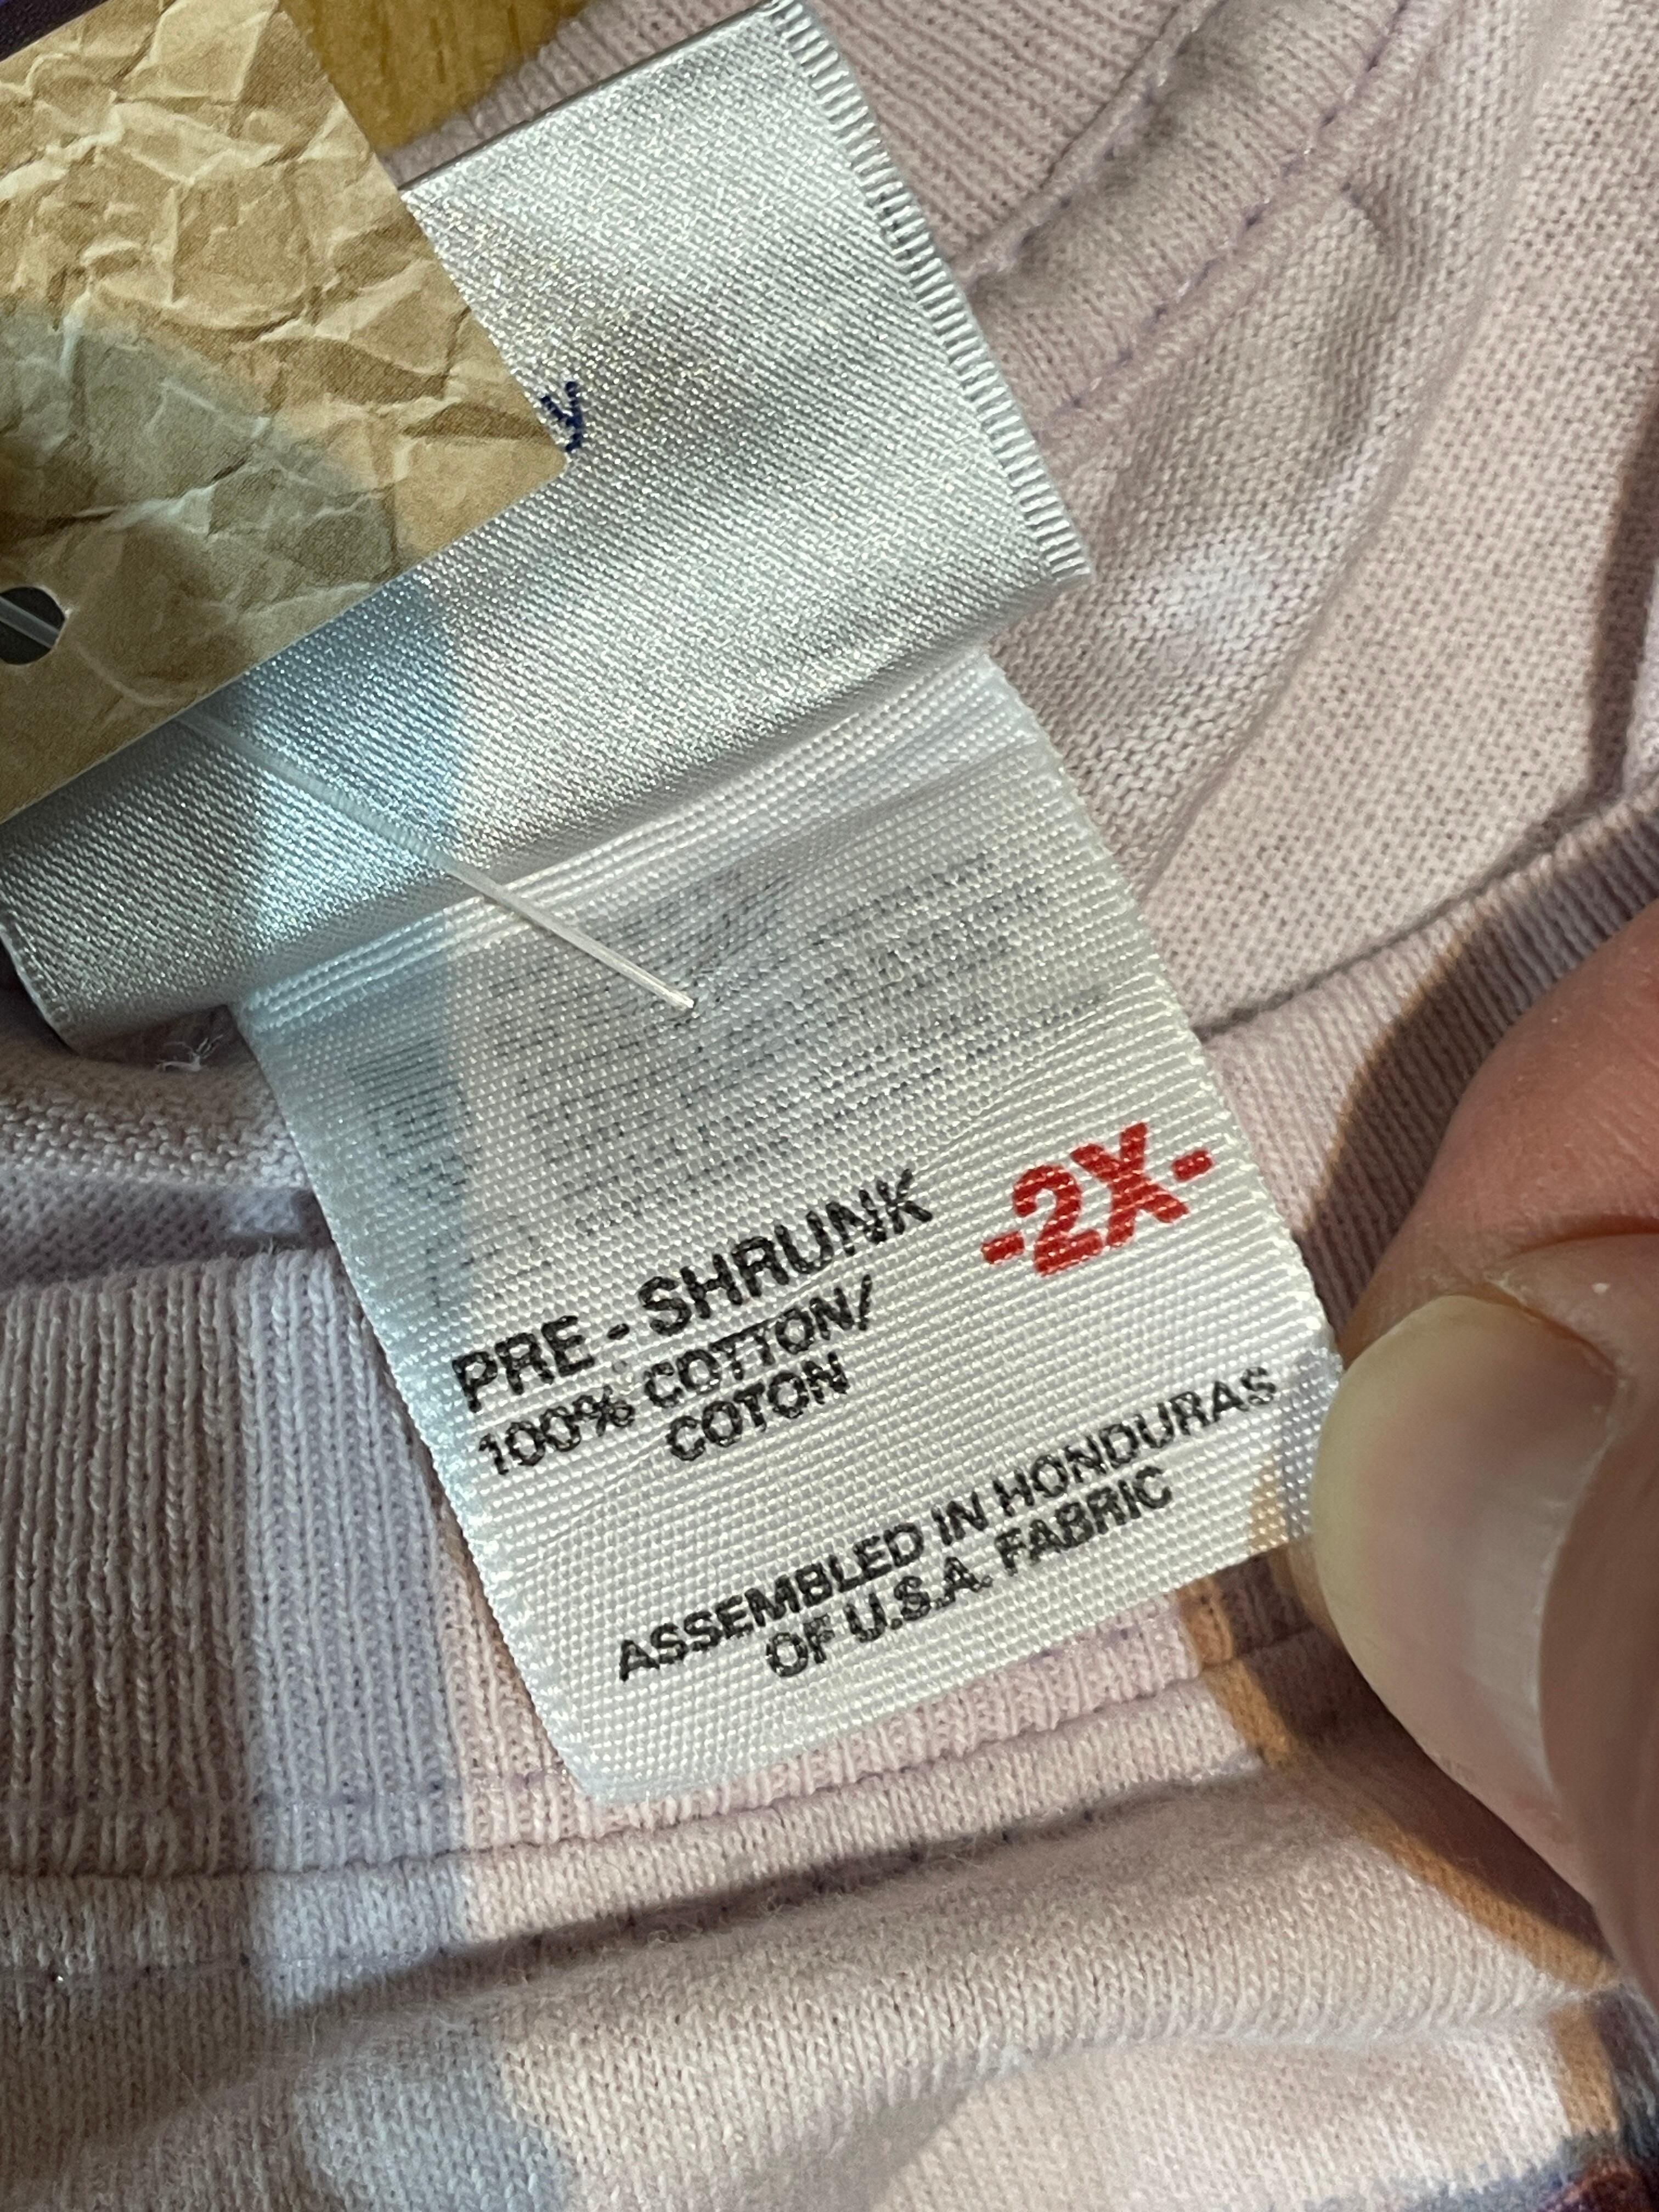 PRE - SHRUNK -2X-
100% COTTON/
COTON
ASSEMBLED IN HONDURAS
OF U.S.A. FABRIC